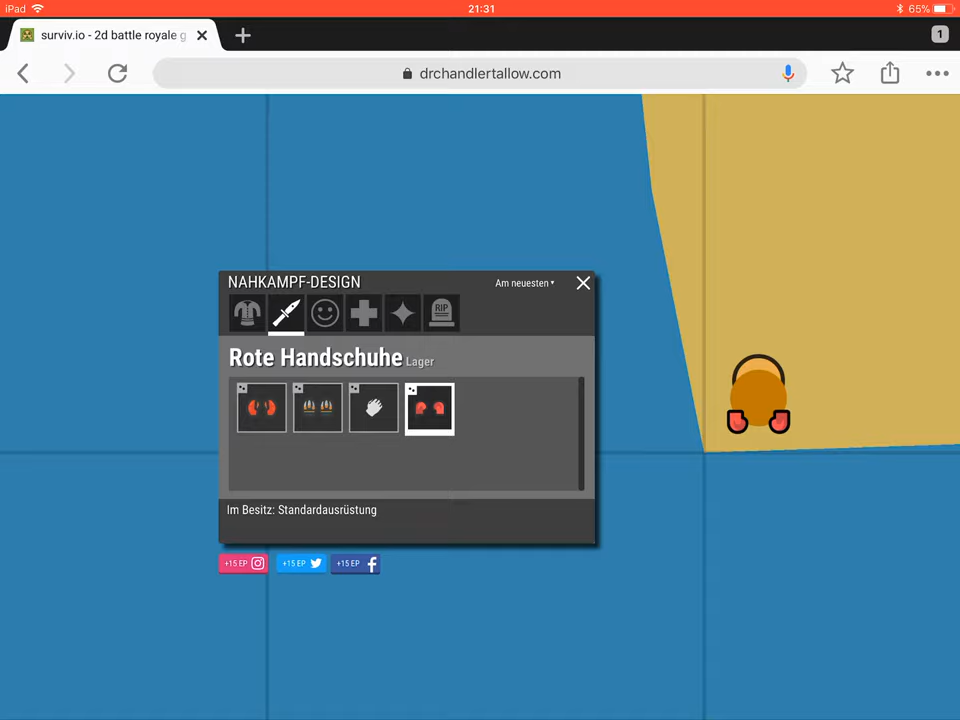 iPad
21:31
65%
surviv.io - 2d battle royale g
1
drchandlertallow.com
NAHKAMPF-DESIGN
Am neuesten
RIP
Rote Handschuhe Lager
Im Besitz: Standardausrüstung
+15 EP
+15 EP
+15 EP